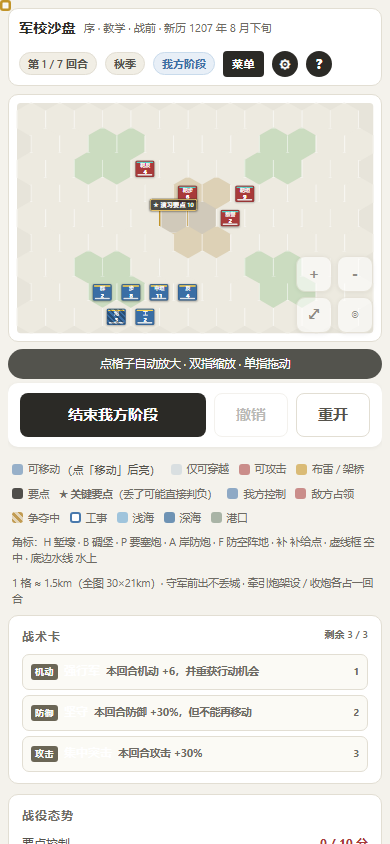 军校沙盘 序 · 教学 · 战前 · 新历 1207 年 8 月下旬
第 1 / 7 回合 秋季 我方阶段 菜单 ⚙ ?
★ 演习要点 10
+ -
点格子自动放大 · 双指缩放 · 单指拖动
结束我方阶段 撤销 重开
可移动（点「移动」后亮） 仅可穿越 可攻击 布雷 / 架桥
要点 ★ 关键要点（丢了可能直接判负） 我方控制 敌方占领
争夺中 工事 浅海 深海 港口
角标：H 堑壕 · B 碉堡 · P 要塞炮 · A 岸防炮 · F 防空阵地 · 补 补给点 · 虚线框 空
中 · 底边水线 水上
1 格 ≈ 1.5km（全图 30×21km）· 守军前出不丢城 · 牵引炮架设 / 收炮各占一回
合
战术卡 剩余 3 / 3
机动 本回合机动 +6，并重获行动机会 1
防御 本回合防御 +30%，但不能再移动 2
攻击 本回合攻击 +30% 3
战役态势
要点控制 0 / 10 分